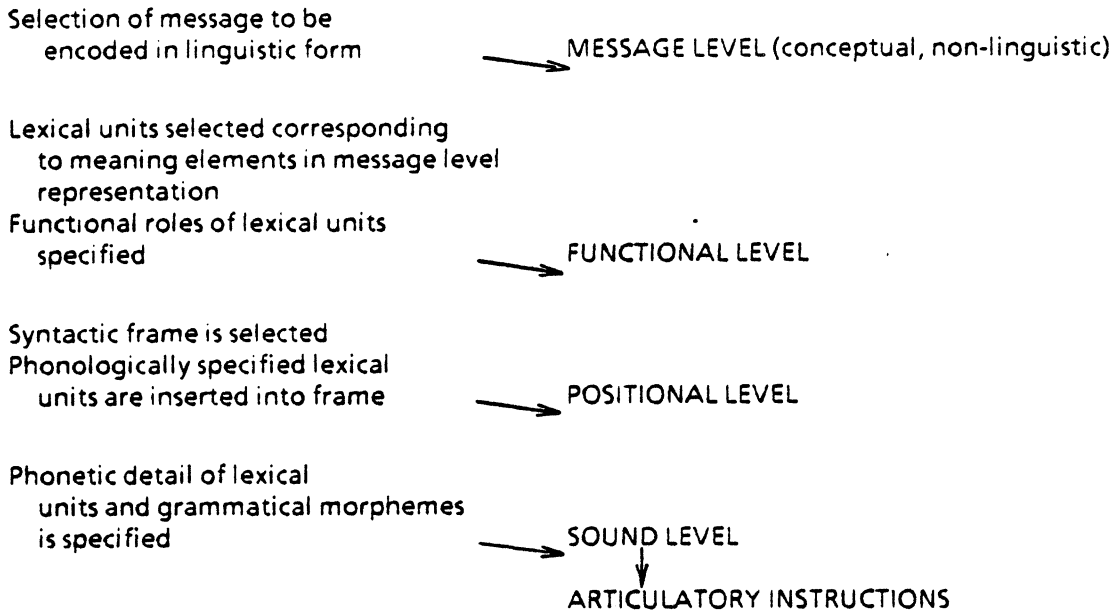 Selection of message to be
encoded in linguistic form
MESSAGE LEVEL (conceptual, non-linguistic)
Lexical units selected corresponding
to meaning elements in message level
representation
Functional roles of lexical units
specified
FUNCTIONAL LEVEL
Syntactic frame is selected
Phonologically specified lexical
units are inserted into frame
POSITIONAL LEVEL
Phonetic detail of lexical
units and grammatical morphemes
is specified
SOUND LEVEL
ARTICULATORY INSTRUCTIONS